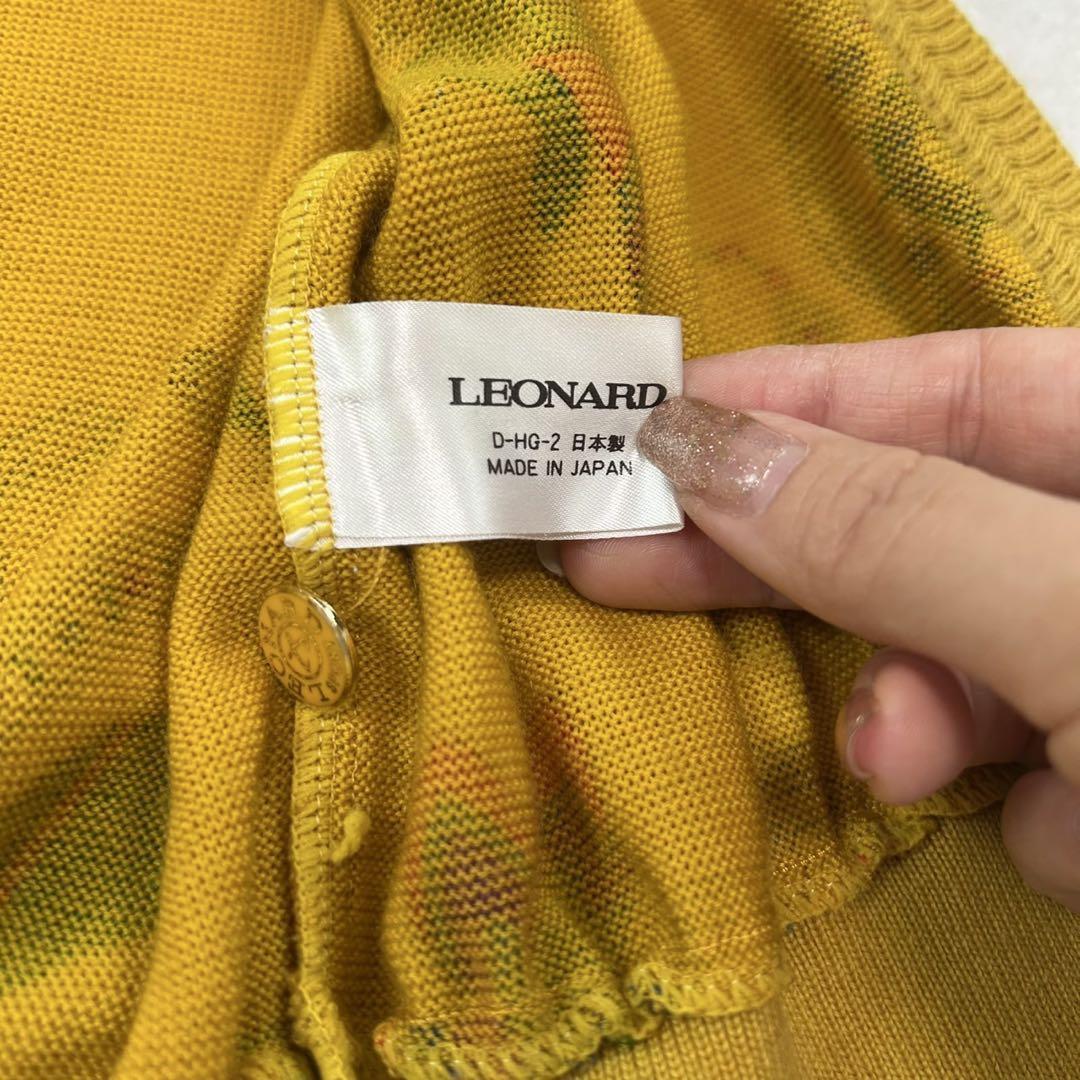 LEONARD
D-HG-2 日本製
MADE IN JAPAN